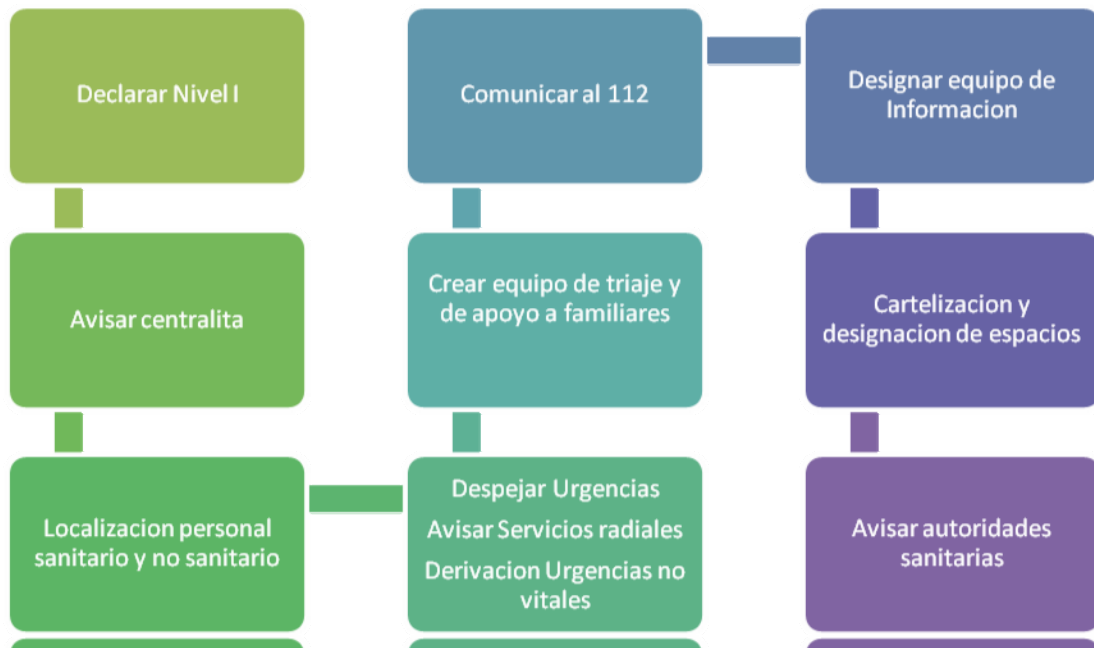 Declarar Nivel I
Avisar centralita
Localizacion personal
sanitario y no sanitario
Despejar Urgencias
Avisar Servicios radiales
Derivacion Urgencias no
vitales
Crear equipo de triaje y
de apoyo a familiares
Comunicar al 112
Designar equipo de
Informacion
Cartelizacion y
designacion de espacios
Avisar autoridades
sanitarias